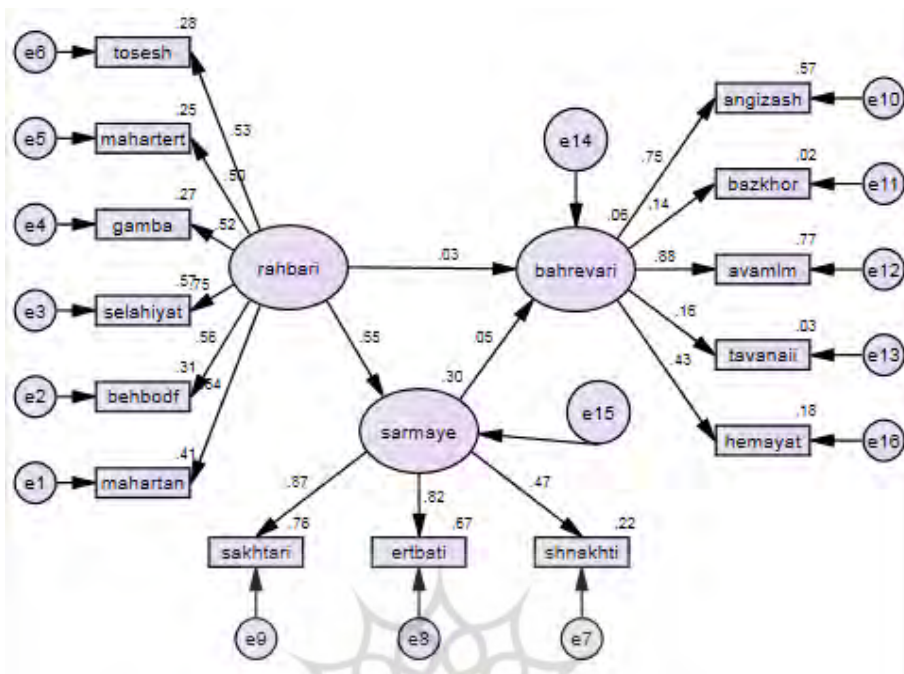 .28
e6 tosesh
.53
.25
e5 mahartert
.50
.27
e4 gamba
.52
.57
e3 selahiyat
.75
.56
.31
e2 behbodf
.64
.41
e1 mahartan
rahbari
.03
.55
e14
.06
bahrevari
.05
.30
sarmaye
e15
.57
angizash e10
.75
.02
bazkhor e11
.14
.77
.88
avamlm e12
.03
.16
tavanaii e13
.43
.18
hemayat e16
.87
.82
.47
.76
.67
.22
sakhtari
ertbati
shnakhti
e9
e8
e7